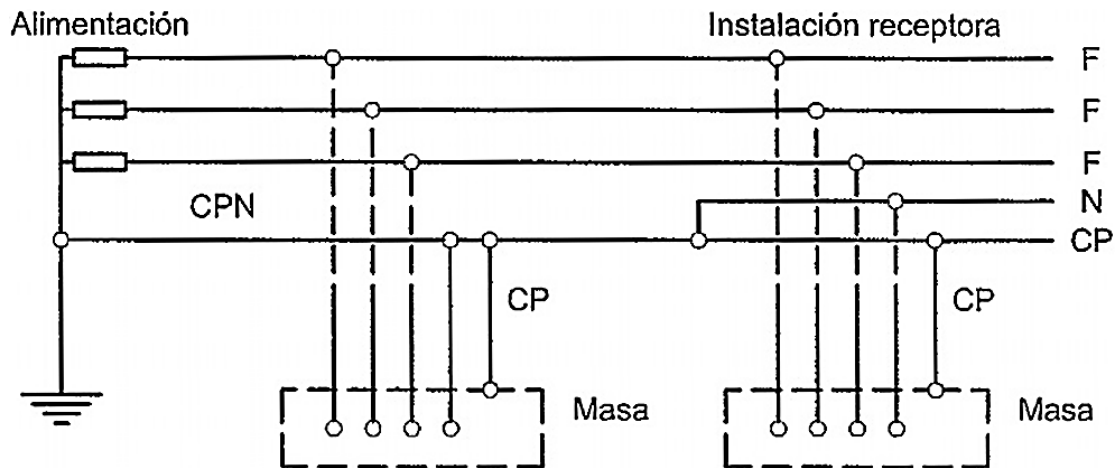 Alimentación
Instalación receptora
F
F
F
N
CPN
CP
CP
CP
Masa
Masa